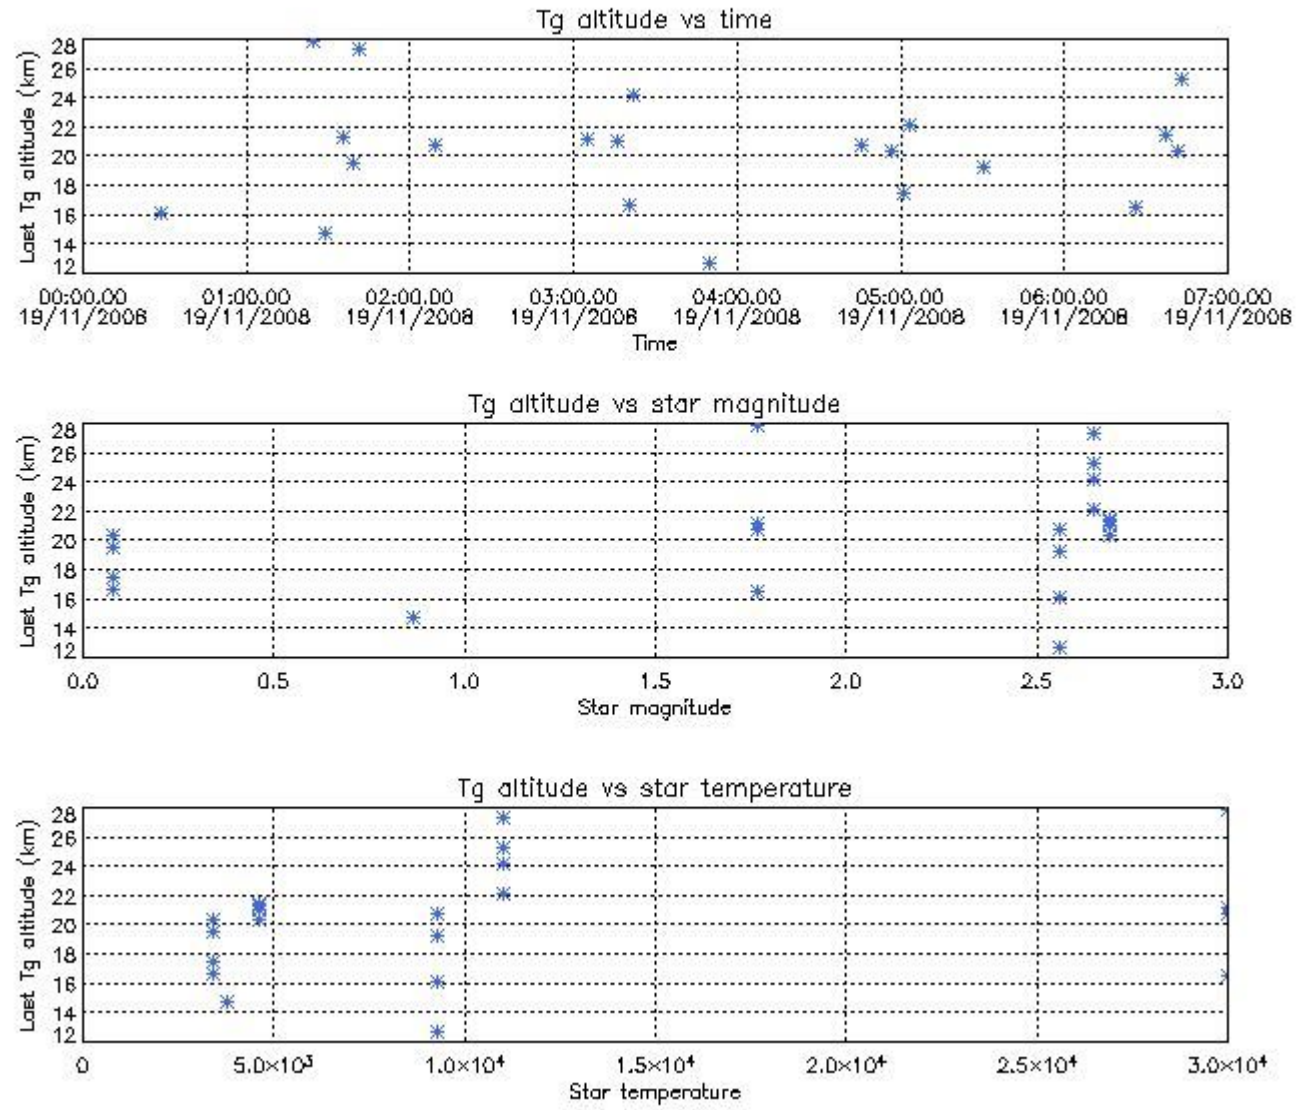 Tg altitude vs time
Last Tg altitude (km)
28
26
24
22
20
18
16
14
12
00:00.00 01:00.00 02:00.00 03:00.00 04:00.00 05:00.00 06:00.00 07:00.00
19/11/2006 19/11/2008 19/11/2008 19/11/2006 19/11/2008 19/11/2008 19/11/2008 19/11/2006
Time
Tg altitude vs star magnitude
Last Tg altitude (km)
28
26
24
22
20
18
16
14
12
0.0 0.5 1.0 1.5 2.0 2.5 3.0
Star magnitude
Tg altitude vs star temperature
Last Tg altitude (km)
28
26
24
22
20
18
16
14
12
0 5.0×10³ 1.0×10⁴ 1.5×10⁴ 2.0×10⁴ 2.5×10⁴ 3.0×10⁴
Star temperature